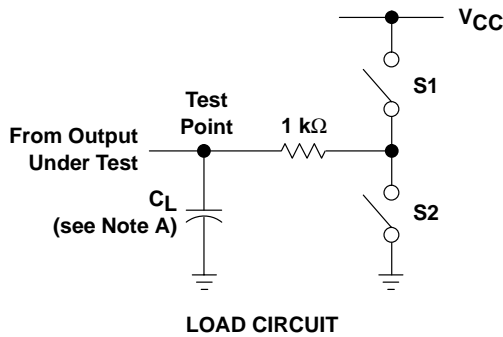 VCC
S1
Test
Point
1 kΩ
From Output
Under Test
CL
(see Note A)
S2
LOAD CIRCUIT